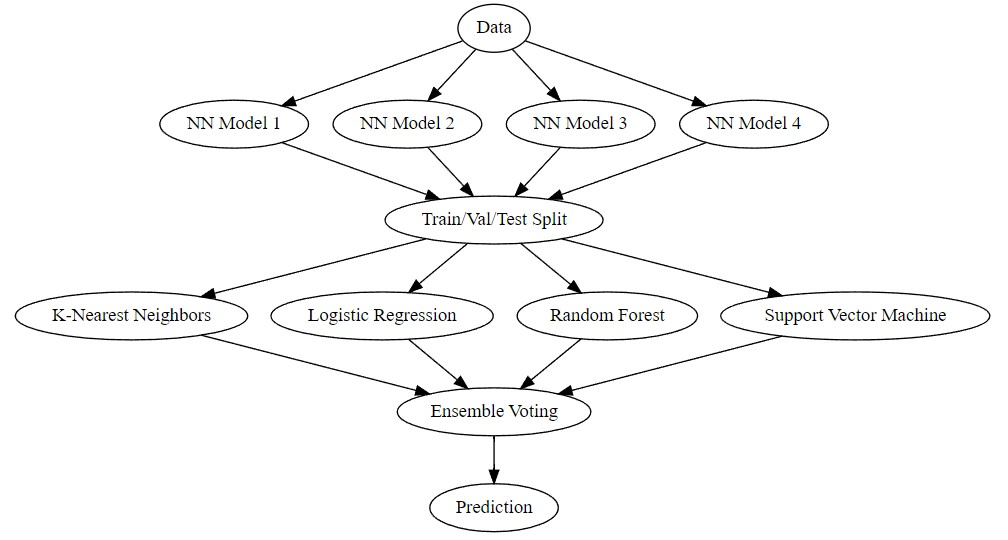 Data
NN Model 1
NN Model 2
NN Model 3
NN Model 4
Train/Val/Test Split
K-Nearest Neighbors
Logistic Regression
Random Forest
Support Vector Machine
Ensemble Voting
Prediction